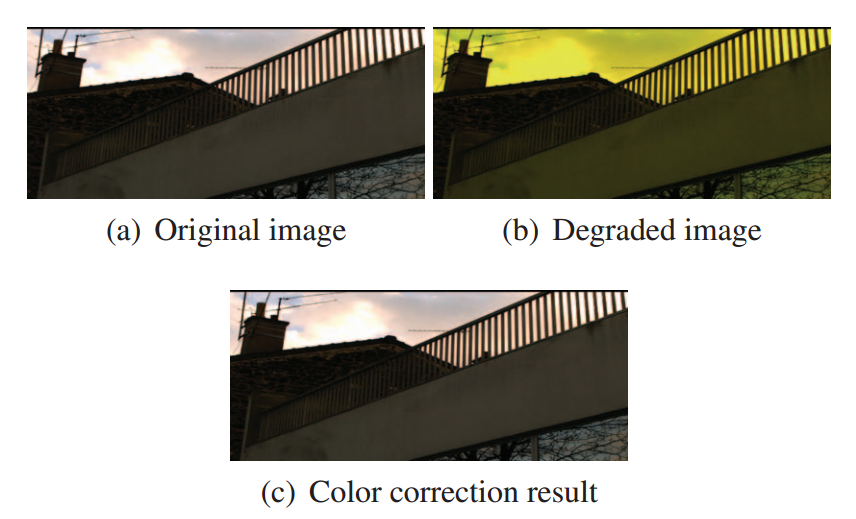 (a) Original image
(b) Degraded image
(c) Color correction result